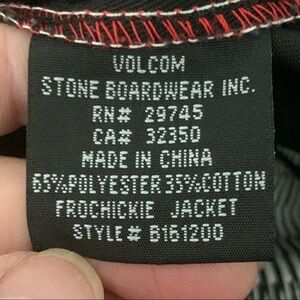 VOLCOM
STONE BOARDWEAR INC.
RN# 29745
CA# 32350
MADE IN CHINA
65%POLYESTER 35%COTTON
FROCHICKIE JACKET
STYLE# B161200